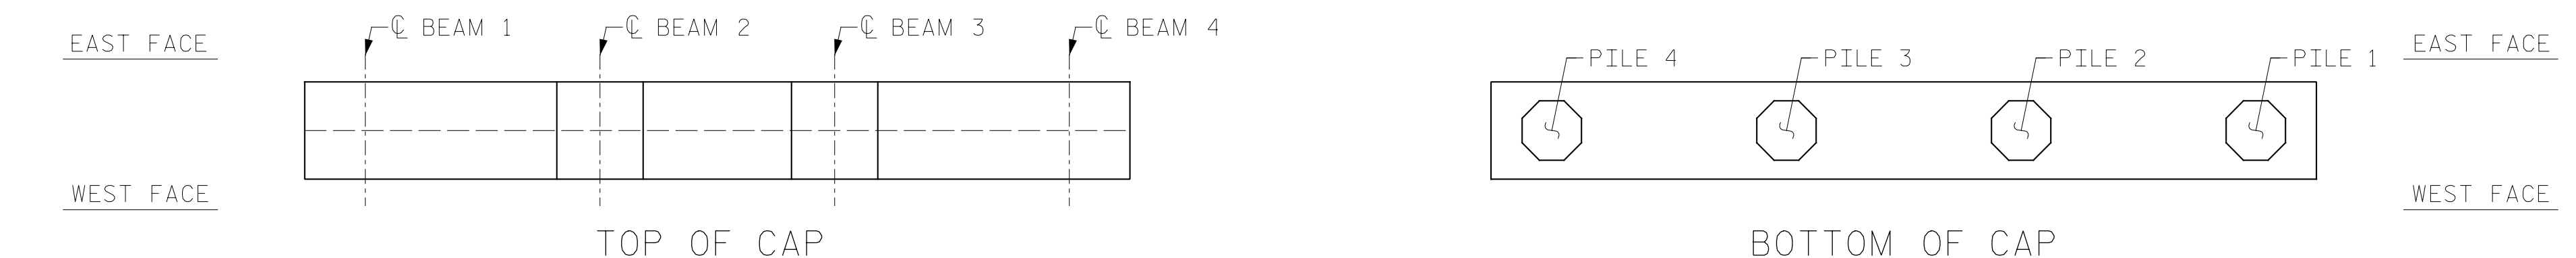 ℄ BEAM 1
℄ BEAM 2
℄ BEAM 3
℄ BEAM 4
EAST FACE
WEST FACE
TOP OF CAP
PILE 4
PILE 3
PILE 2
PILE 1
EAST FACE
WEST FACE
BOTTOM OF CAP